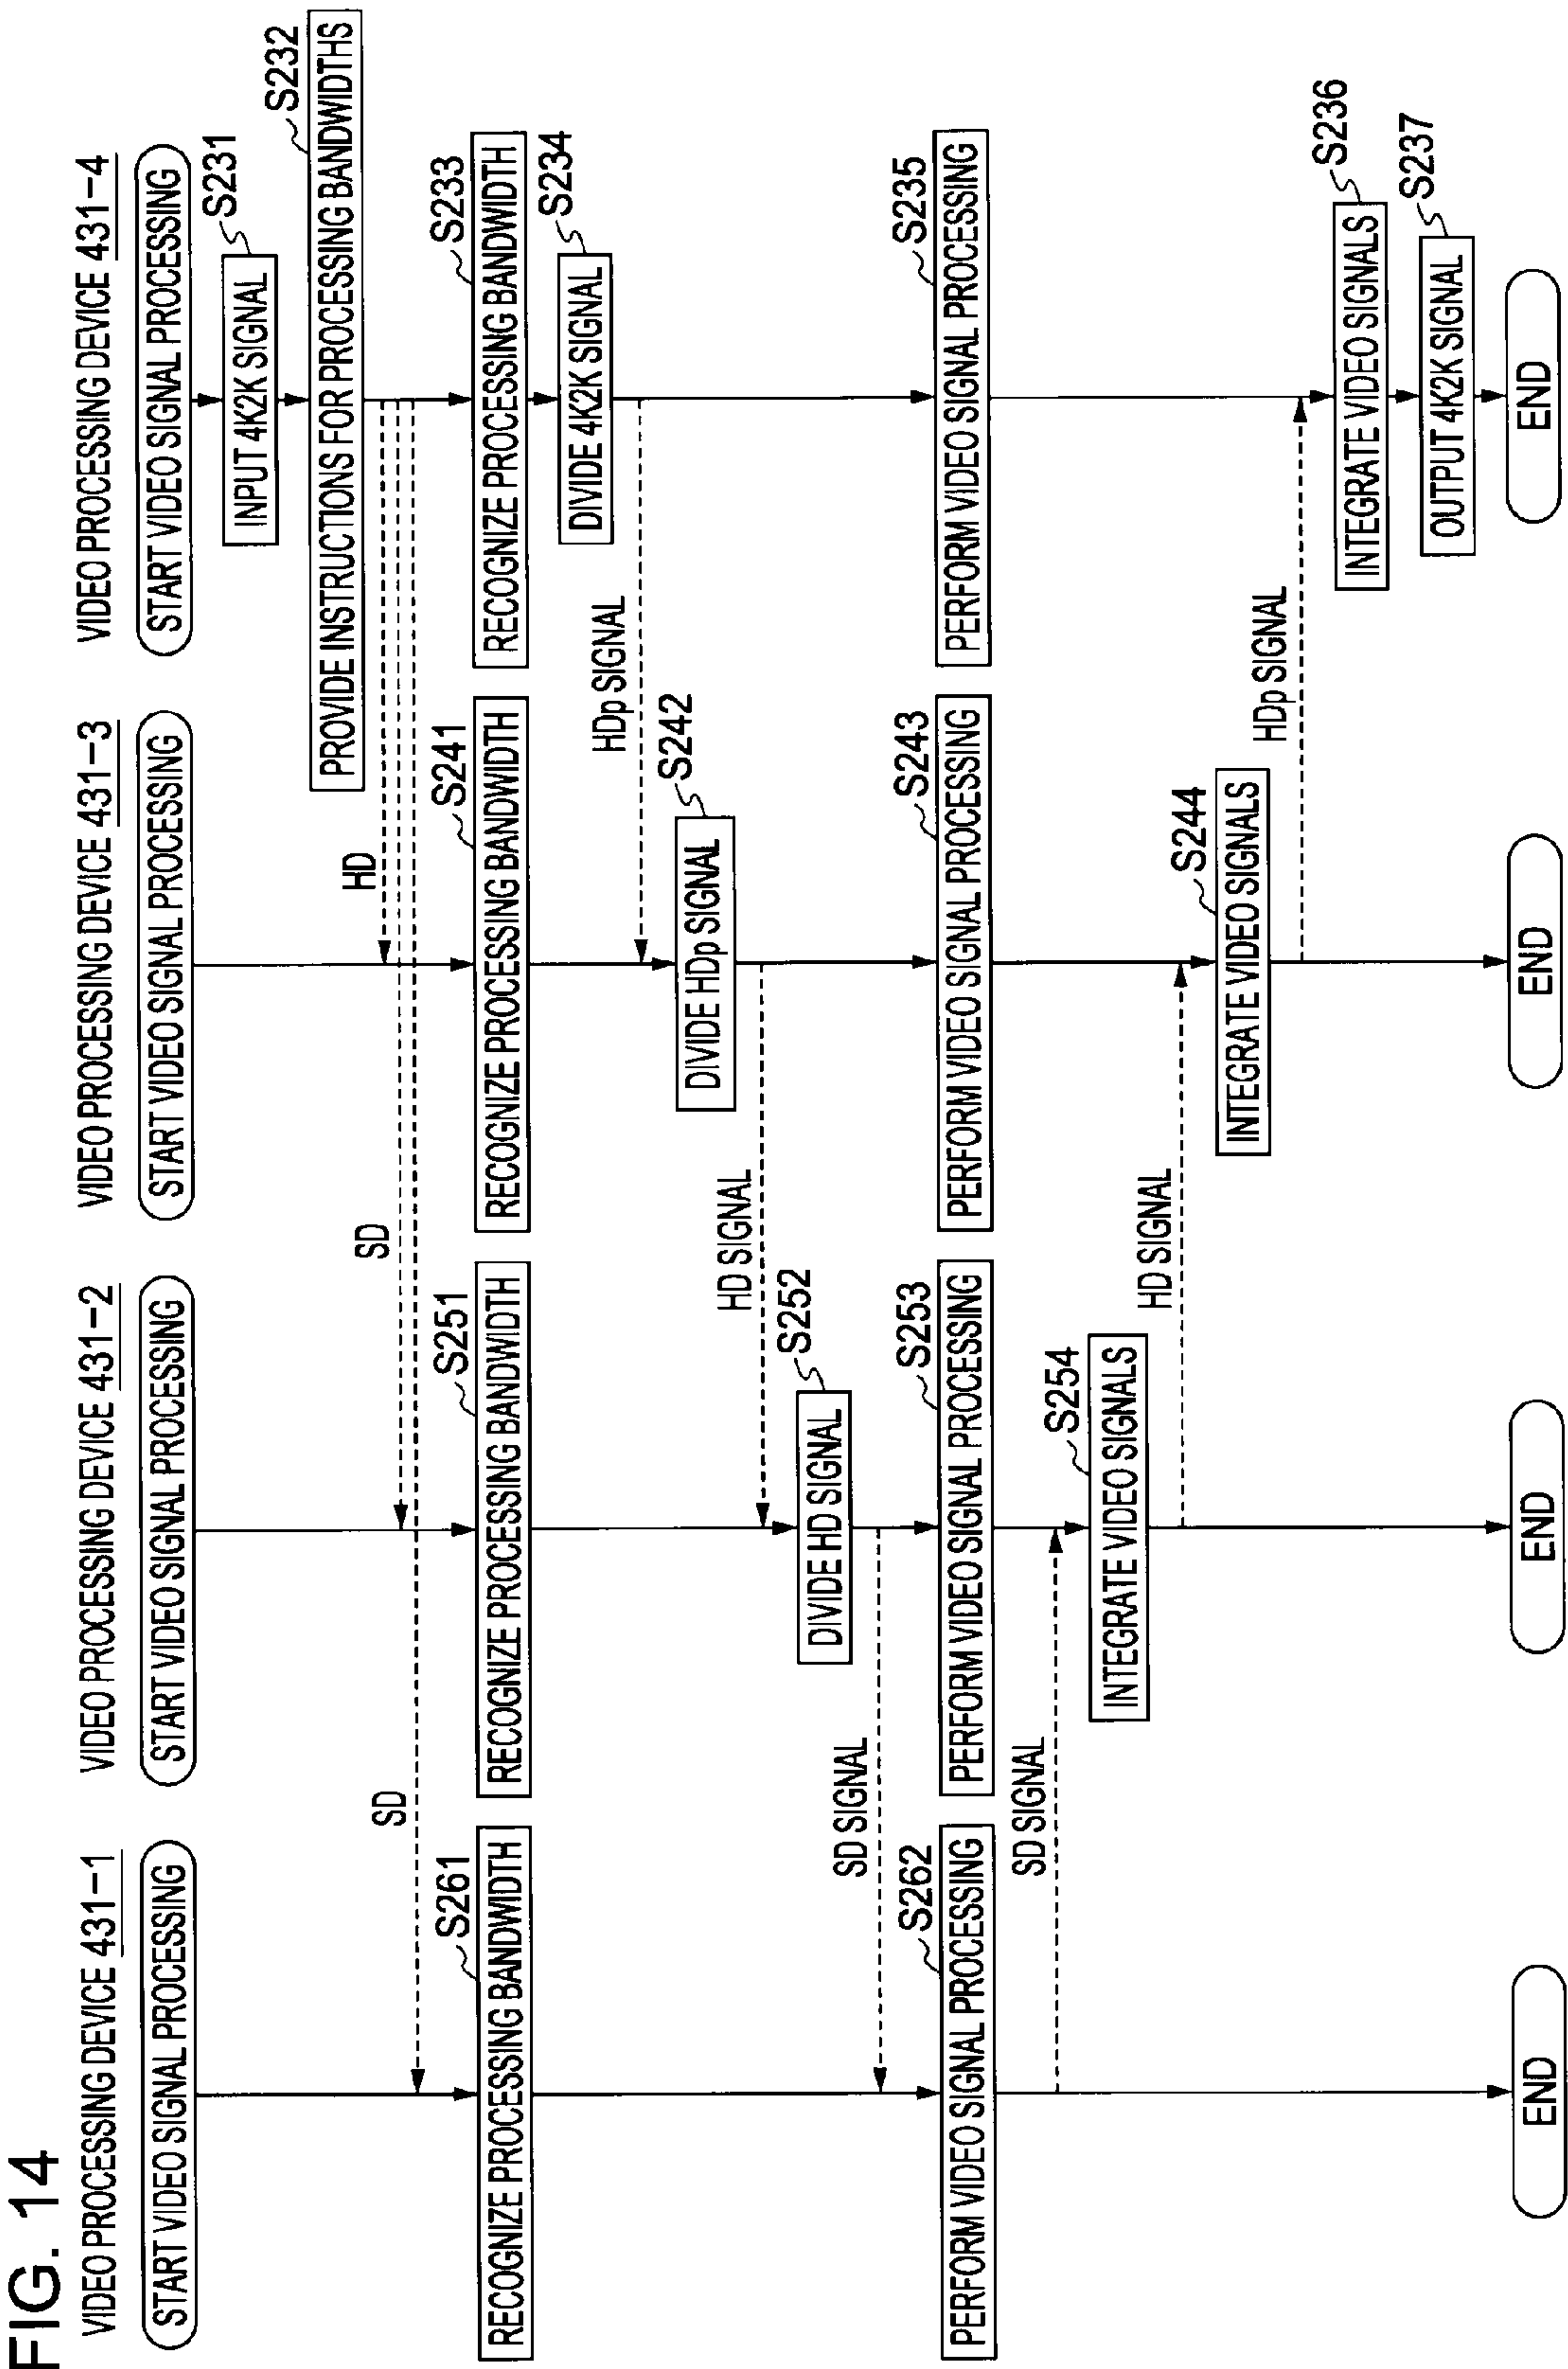 FIG. 14
VIDEO PROCESSING DEVICE 431-1
START VIDEO SIGNAL PROCESSING
SD
S261
RECOGNIZE PROCESSING BANDWIDTH
SD SIGNAL
S262
PERFORM VIDEO SIGNAL PROCESSING
SD SIGNAL
END
VIDEO PROCESSING DEVICE 431-2
START VIDEO SIGNAL PROCESSING
SD
S251
RECOGNIZE PROCESSING BANDWIDTH
HD SIGNAL
S252
DIVIDE HD SIGNAL
S253
PERFORM VIDEO SIGNAL PROCESSING
S254
INTEGRATE VIDEO SIGNALS
HD SIGNAL
END
VIDEO PROCESSING DEVICE 431-3
START VIDEO SIGNAL PROCESSING
HD
S241
RECOGNIZE PROCESSING BANDWIDTH
HDp SIGNAL
S242
DIVIDE HDp SIGNAL
S243
PERFORM VIDEO SIGNAL PROCESSING
S244
INTEGRATE VIDEO SIGNALS
HDp SIGNAL
END
VIDEO PROCESSING DEVICE 431-4
START VIDEO SIGNAL PROCESSING
S231
INPUT 4K2K SIGNAL
S232
PROVIDE INSTRUCTIONS FOR PROCESSING BANDWIDTHS
S233
RECOGNIZE PROCESSING BANDWIDTH
S234
DIVIDE 4K2K SIGNAL
S235
PERFORM VIDEO SIGNAL PROCESSING
S236
INTEGRATE VIDEO SIGNALS
S237
OUTPUT 4K2K SIGNAL
END